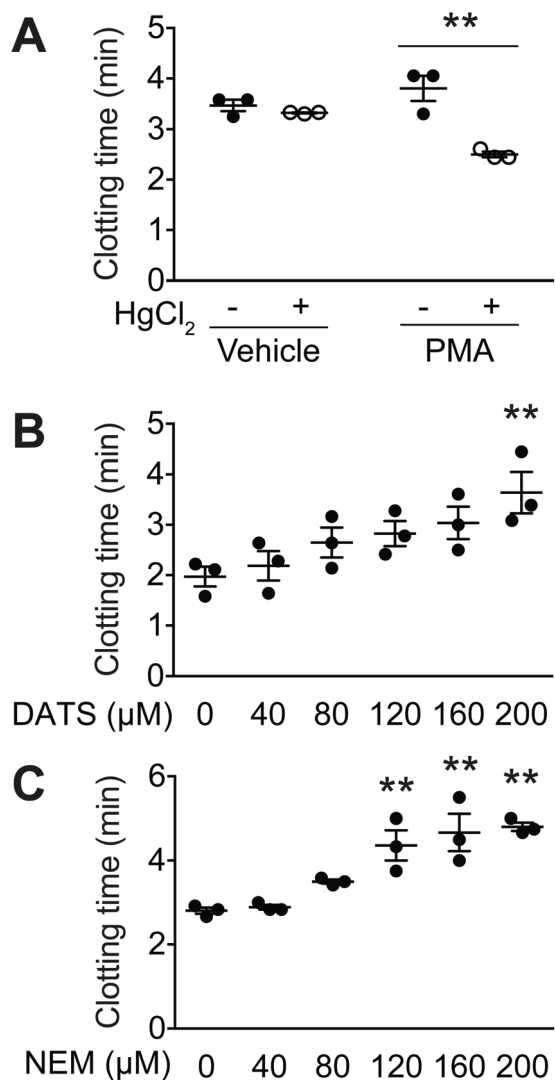 A
Clotting time (min)
5
4
3
2
1
0
**
HgCl2 - + - +
Vehicle PMA
B
Clotting time (min)
5
4
3
2
1
0
**
DATS (µM) 0 40 80 120 160 200
C
Clotting time (min)
6
4
2
0
** ** **
NEM (µM) 0 40 80 120 160 200